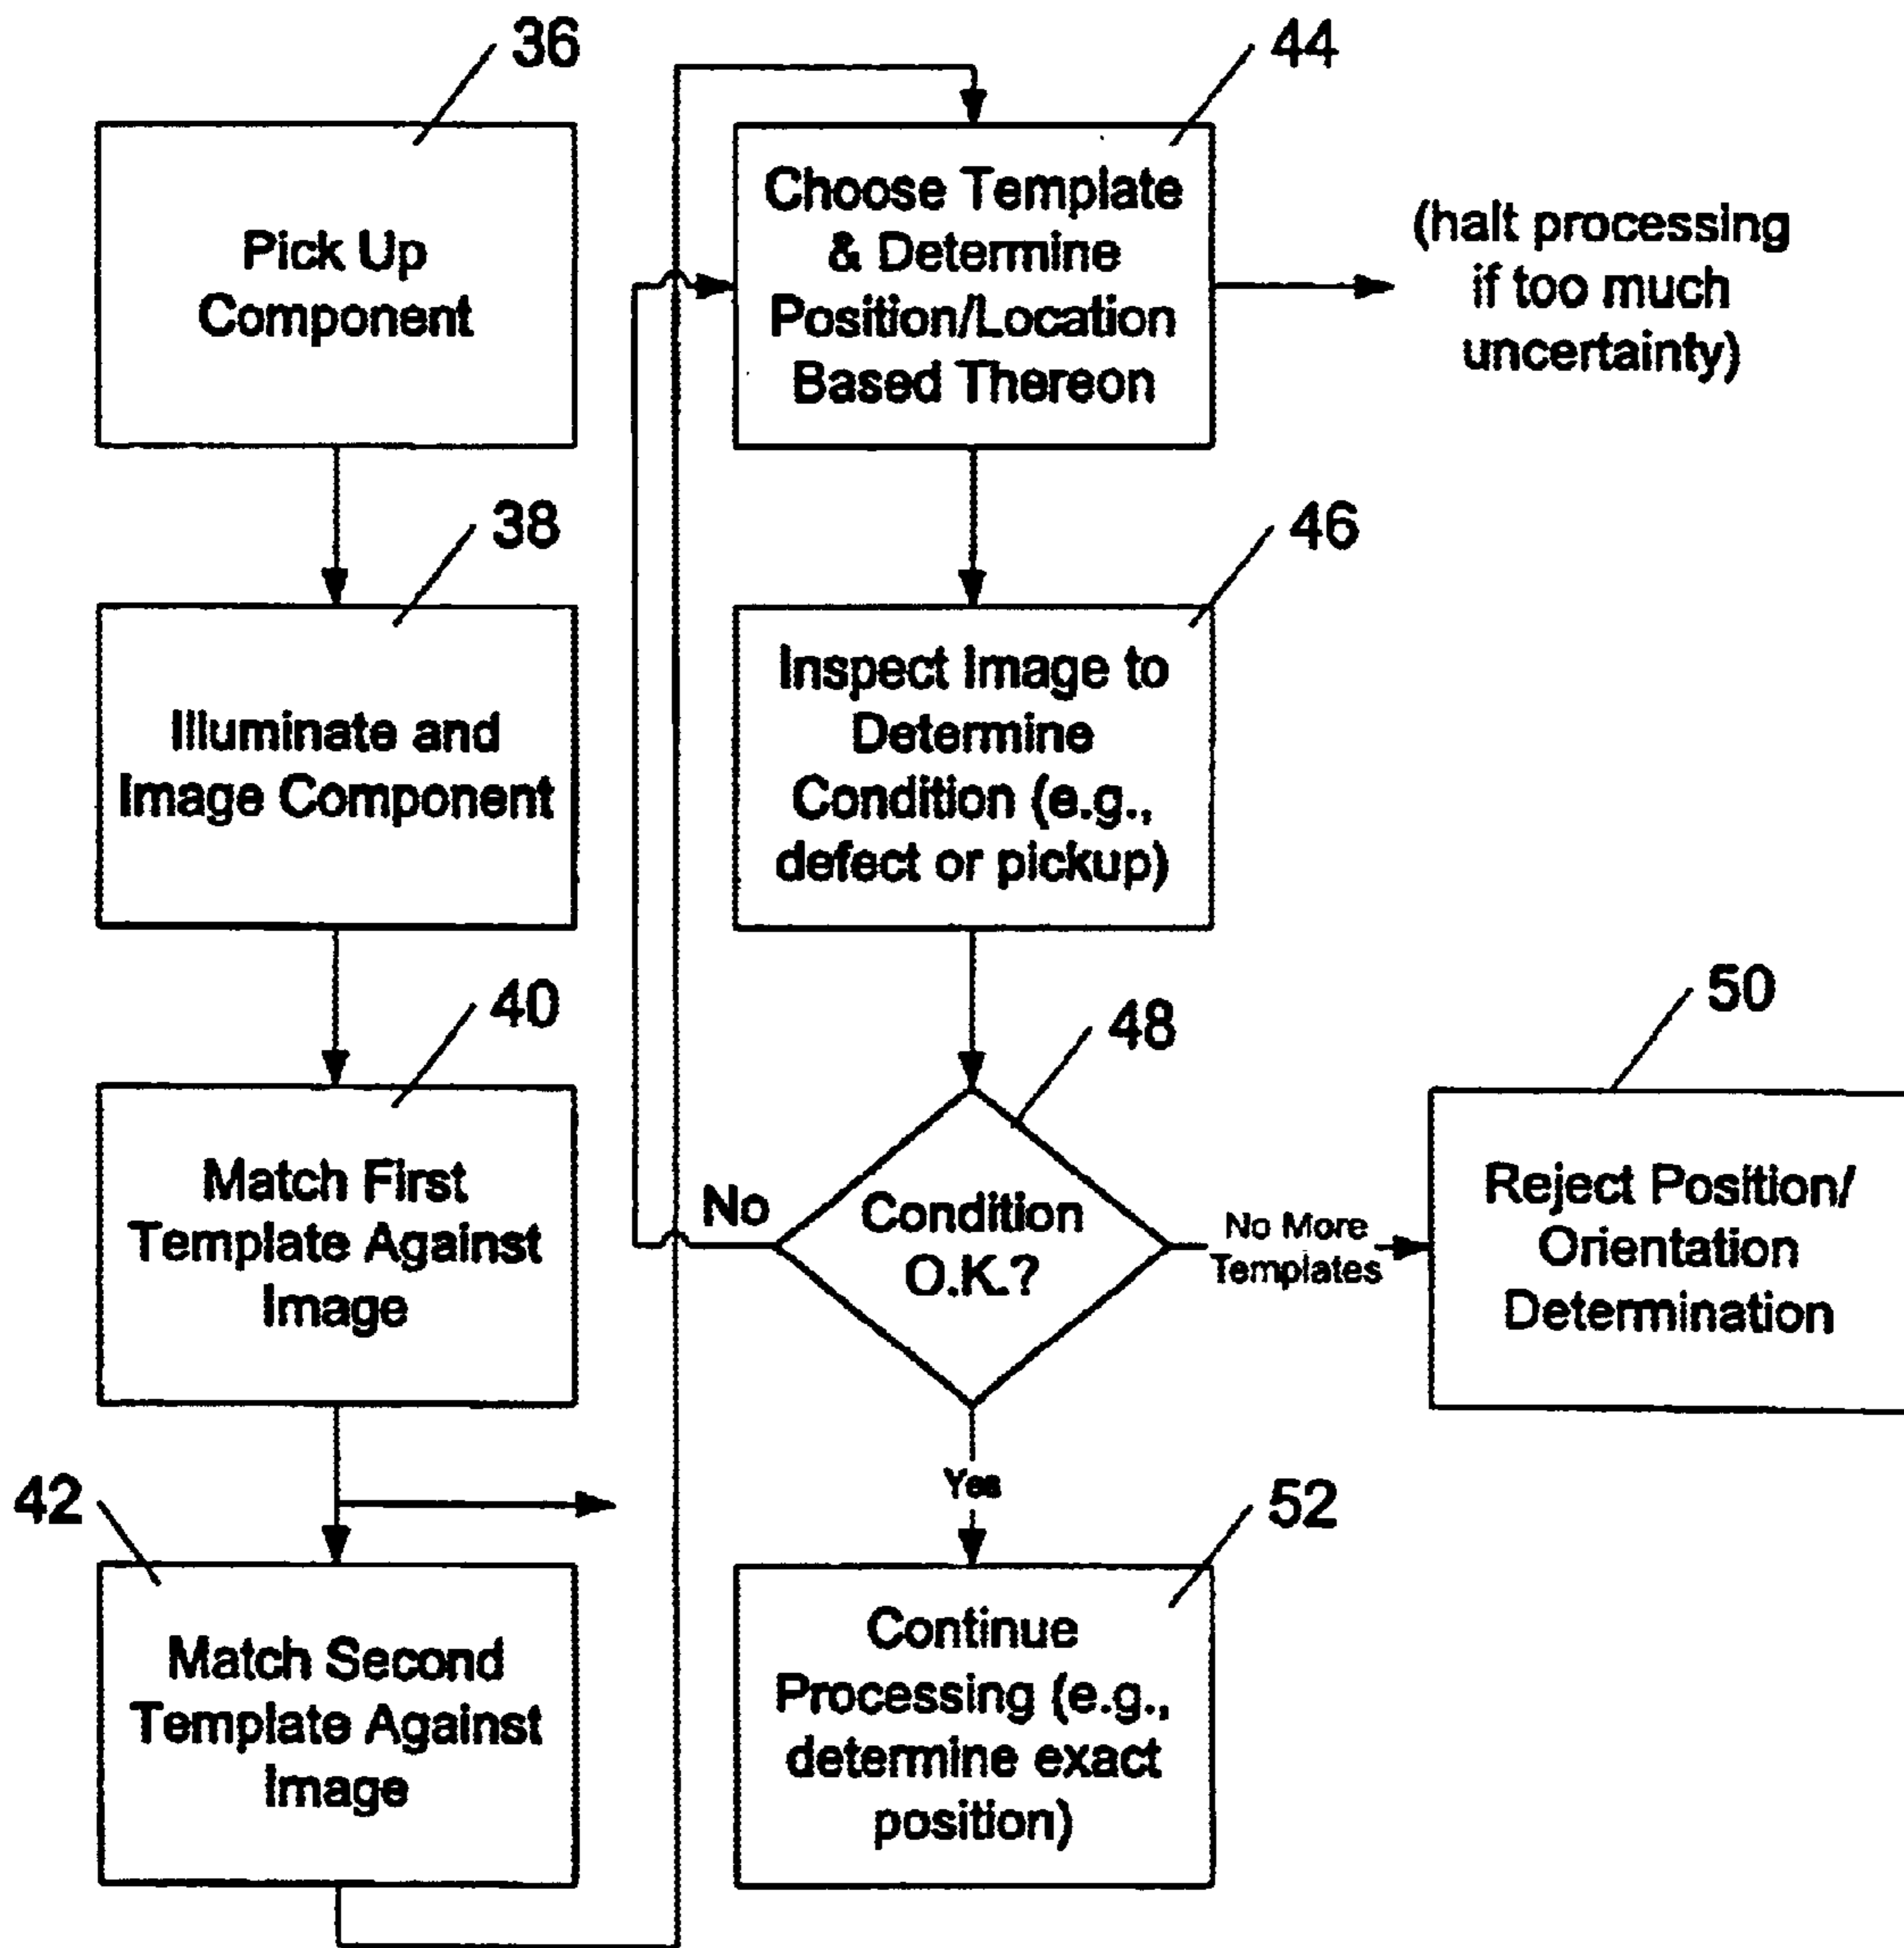 36
Pick Up
Component
38
Illuminate and
Image Component
40
Match First
Template Against
Image
42
Match Second
Template Against
Image
44
Choose Template
& Determine
Position/Location
Based Thereon
(halt processing
if too much
uncertainty)
46
Inspect Image to
Determine
Condition (e.g.,
defect or pickup)
48
Condition
O.K.?
No
No More
Templates
50
Reject Position/
Orientation
Determination
Yes
52
Continue
Processing (e.g.,
determine exact
position)